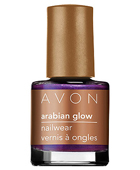 AVON
arabian glow
nailwear
vernis à ongles